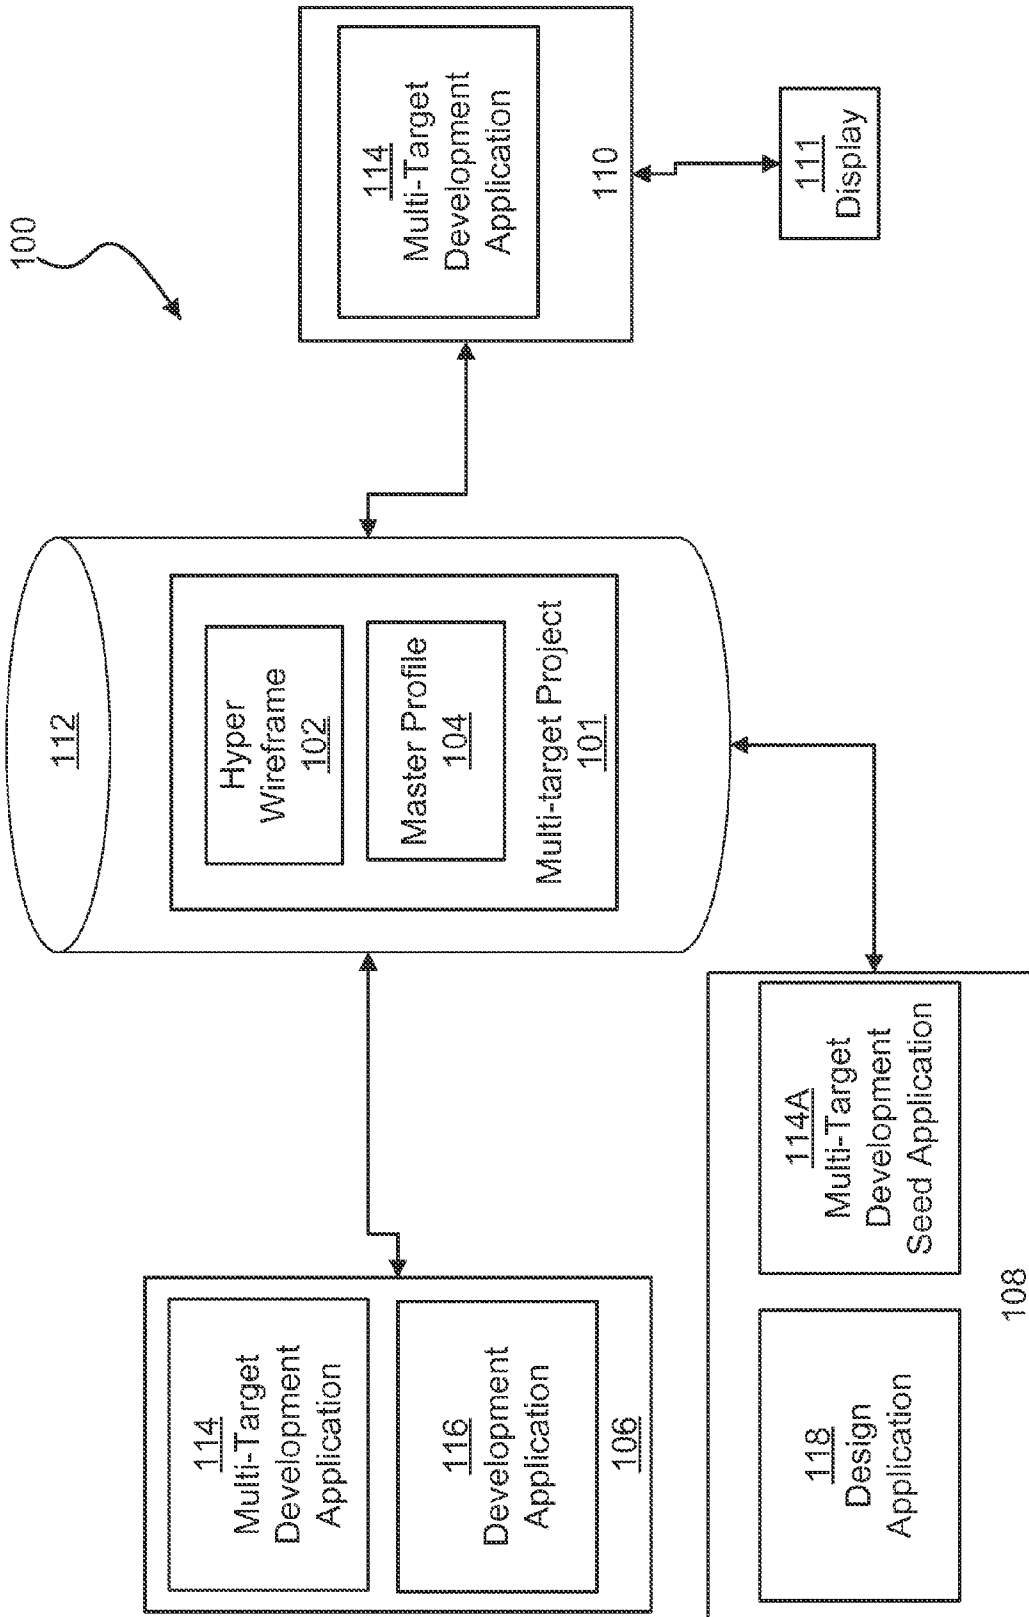 100
114
Multi-Target
Development
Application
116
Development
Application
106
112
Hyper
Wireframe
102
Master Profile
104
Multi-target Project
101
114
Multi-Target
Development
Application
110
111
Display
118
Design
Application
114A
Multi-Target
Development
Seed Application
108